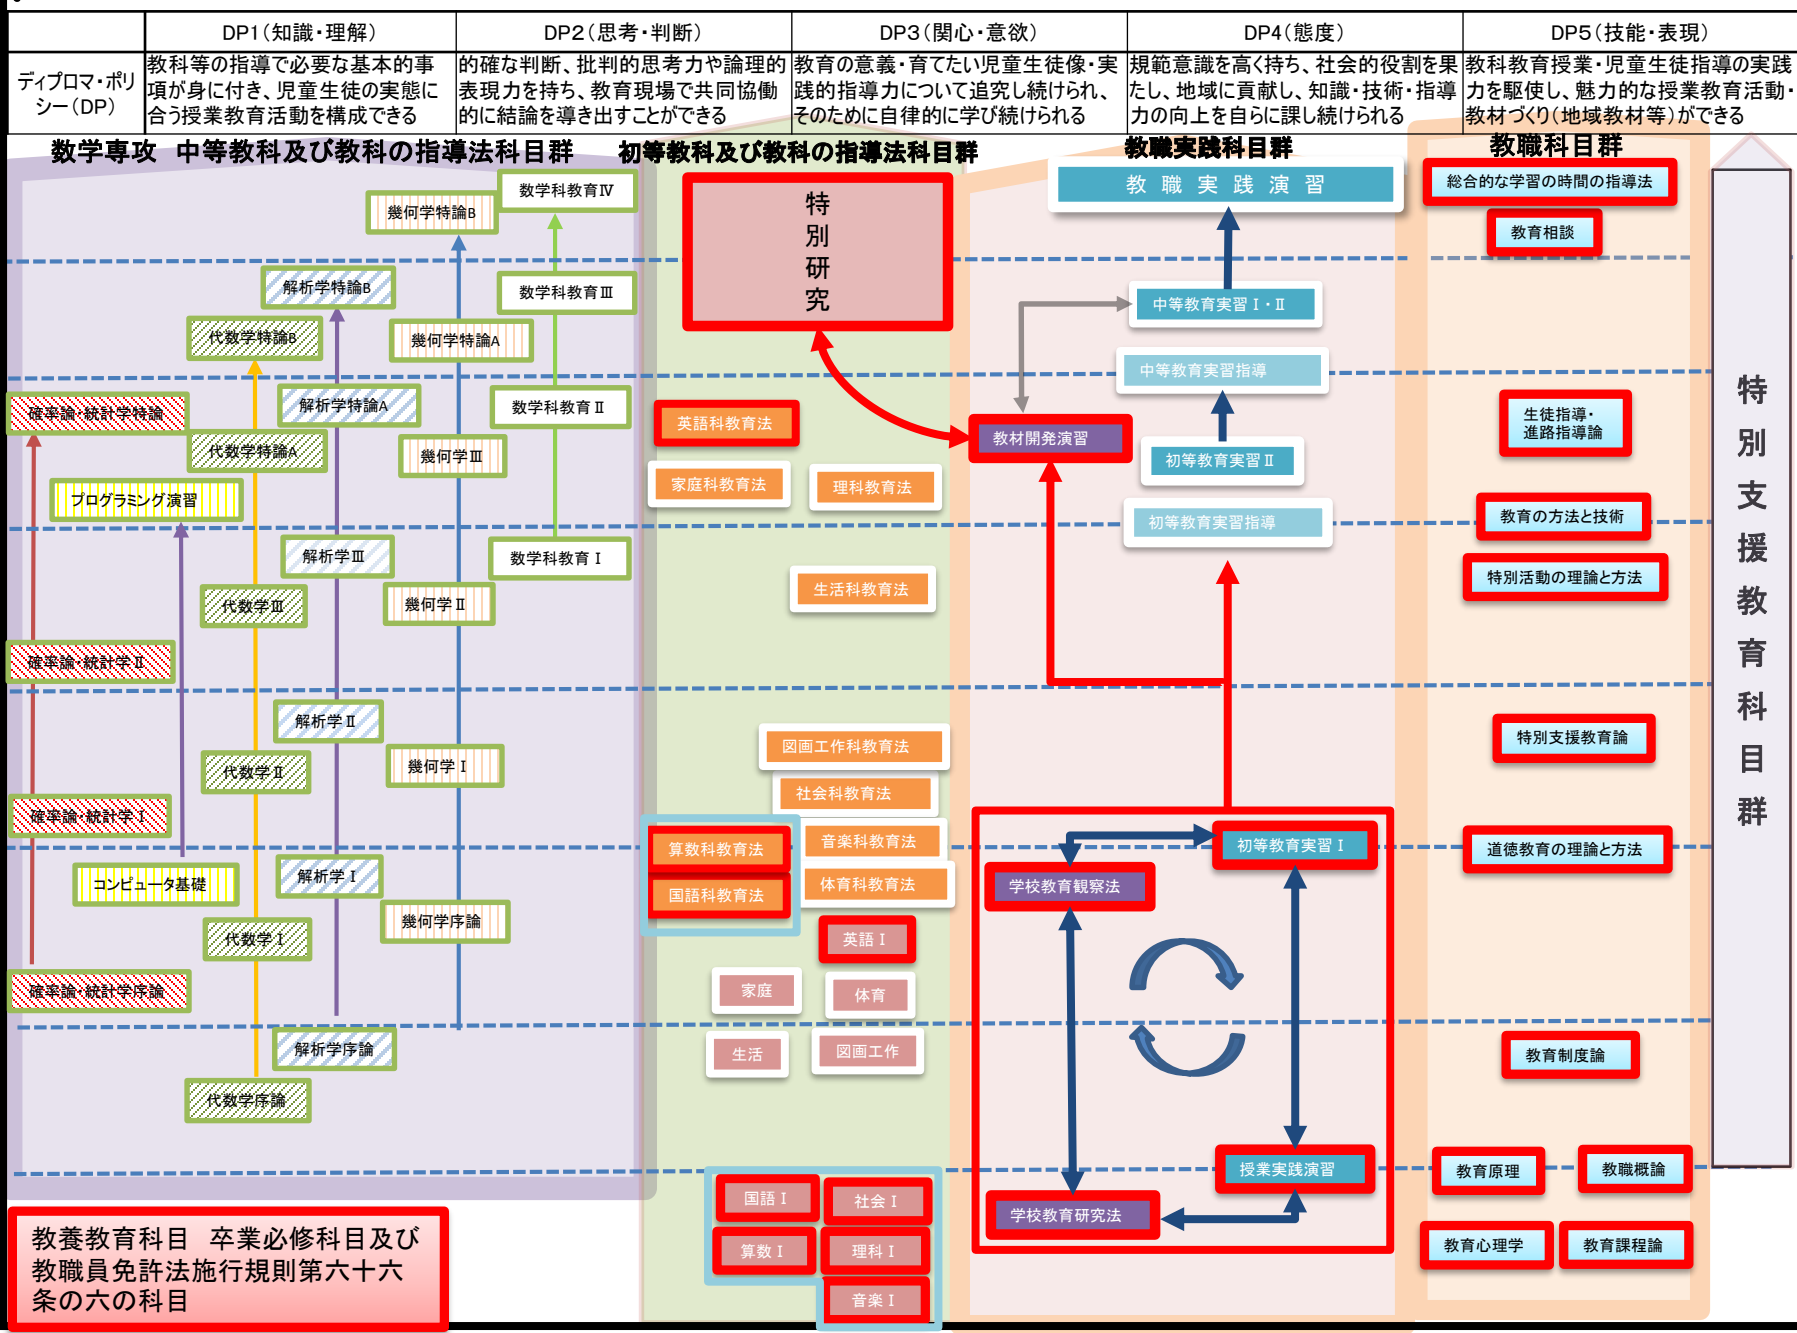 DP1(知識・理解)
DP2(思考・判断)
DP3(関心・意欲)
DP4(態度)
DP5(技能・表現)
ディプロマ・ポリ
シー(DP)
教科等の指導で必要な基本的事
項が身に付き、児童生徒の実態に
合う授業教育活動を構成できる
的確な判断、批判的思考力や論理的
表現力を持ち、教育現場で共同協働
的に結論を導き出すことができる
教育の意義・育てたい児童生徒像・実
践的指導力について追究し続けられ、
そのために自律的に学び続けられる
規範意識を高く持ち、社会的役割を果
たし、地域に貢献し、知識・技術・指導
力の向上を自らに課し続けられる
教科教育授業・児童生徒指導の実践
力を駆使し、魅力的な授業教育活動・
教材づくり(地域教材等)ができる
数学専攻 中等教科及び教科の指導法科目群
初等教科及び教科の指導法科目群
教職実践科目群
教職科目群
数学科教育Ⅳ
幾何学特論B
解析学特論B
数学科教育Ⅲ
代数学特論B
幾何学特論A
確率論・統計学特論
解析学特論A
数学科教育Ⅱ
代数学特論A
幾何学Ⅲ
プログラミング演習
解析学Ⅲ
数学科教育Ⅰ
代数学Ⅲ
幾何学Ⅱ
確率論・統計学Ⅱ
解析学Ⅱ
代数学Ⅱ
幾何学Ⅰ
確率論・統計学Ⅰ
コンピュータ基礎
解析学Ⅰ
代数学Ⅰ
幾何学序論
確率論・統計学序論
解析学序論
代数学序論
特
別
研
究
英語科教育法
家庭科教育法
理科教育法
生活科教育法
図画工作科教育法
社会科教育法
算数科教育法
音楽科教育法
国語科教育法
体育科教育法
英語Ⅰ
家庭
体育
生活
図画工作
国語Ⅰ
社会Ⅰ
算数Ⅰ
理科Ⅰ
音楽Ⅰ
教職実践演習
中等教育実習Ⅰ・Ⅱ
中等教育実習指導
教材開発演習
初等教育実習Ⅱ
初等教育実習指導
初等教育実習Ⅰ
学校教育観察法
授業実践演習
学校教育研究法
総合的な学習の時間の指導法
教育相談
生徒指導・
進路指導論
教育の方法と技術
特別活動の理論と方法
特別支援教育論
道徳教育の理論と方法
教育制度論
教育原理
教職概論
教育心理学
教育課程論
特
別
支
援
教
育
科
目
群
教養教育科目 卒業必修科目及び
教職員免許法施行規則第六十六
条の六の科目